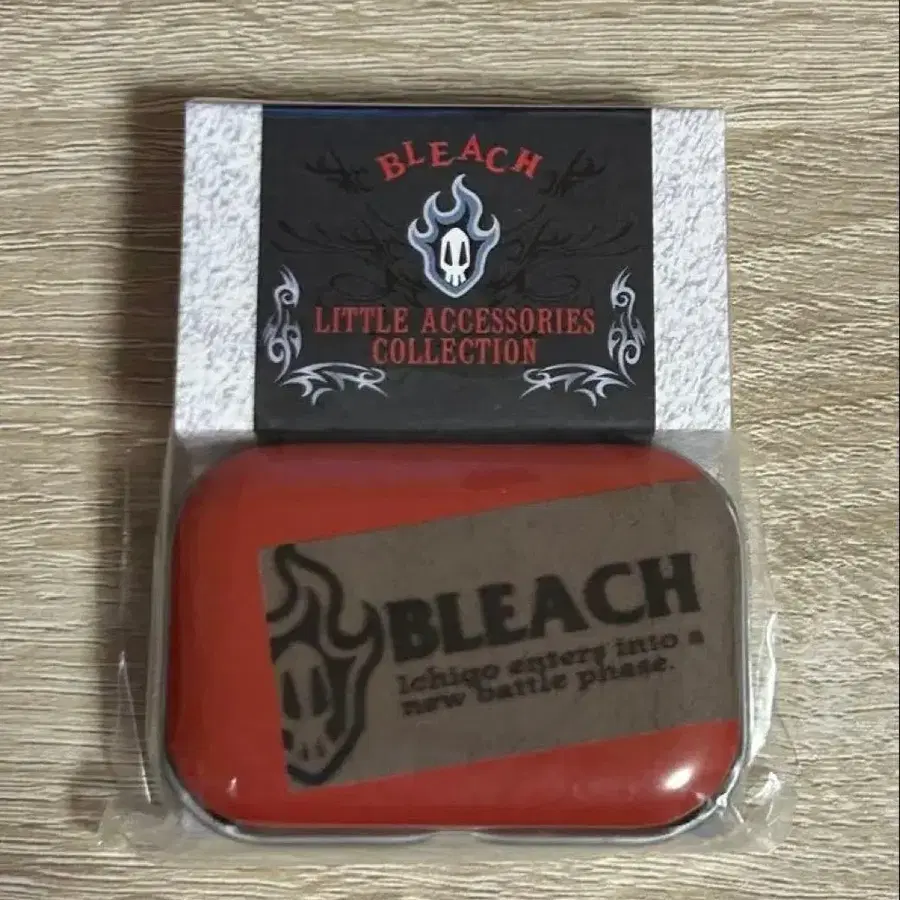 BLEACH
LITTLE ACCESSORIES
COLLECTION
BLEACH
Ichigo enters into a
new battle phase.